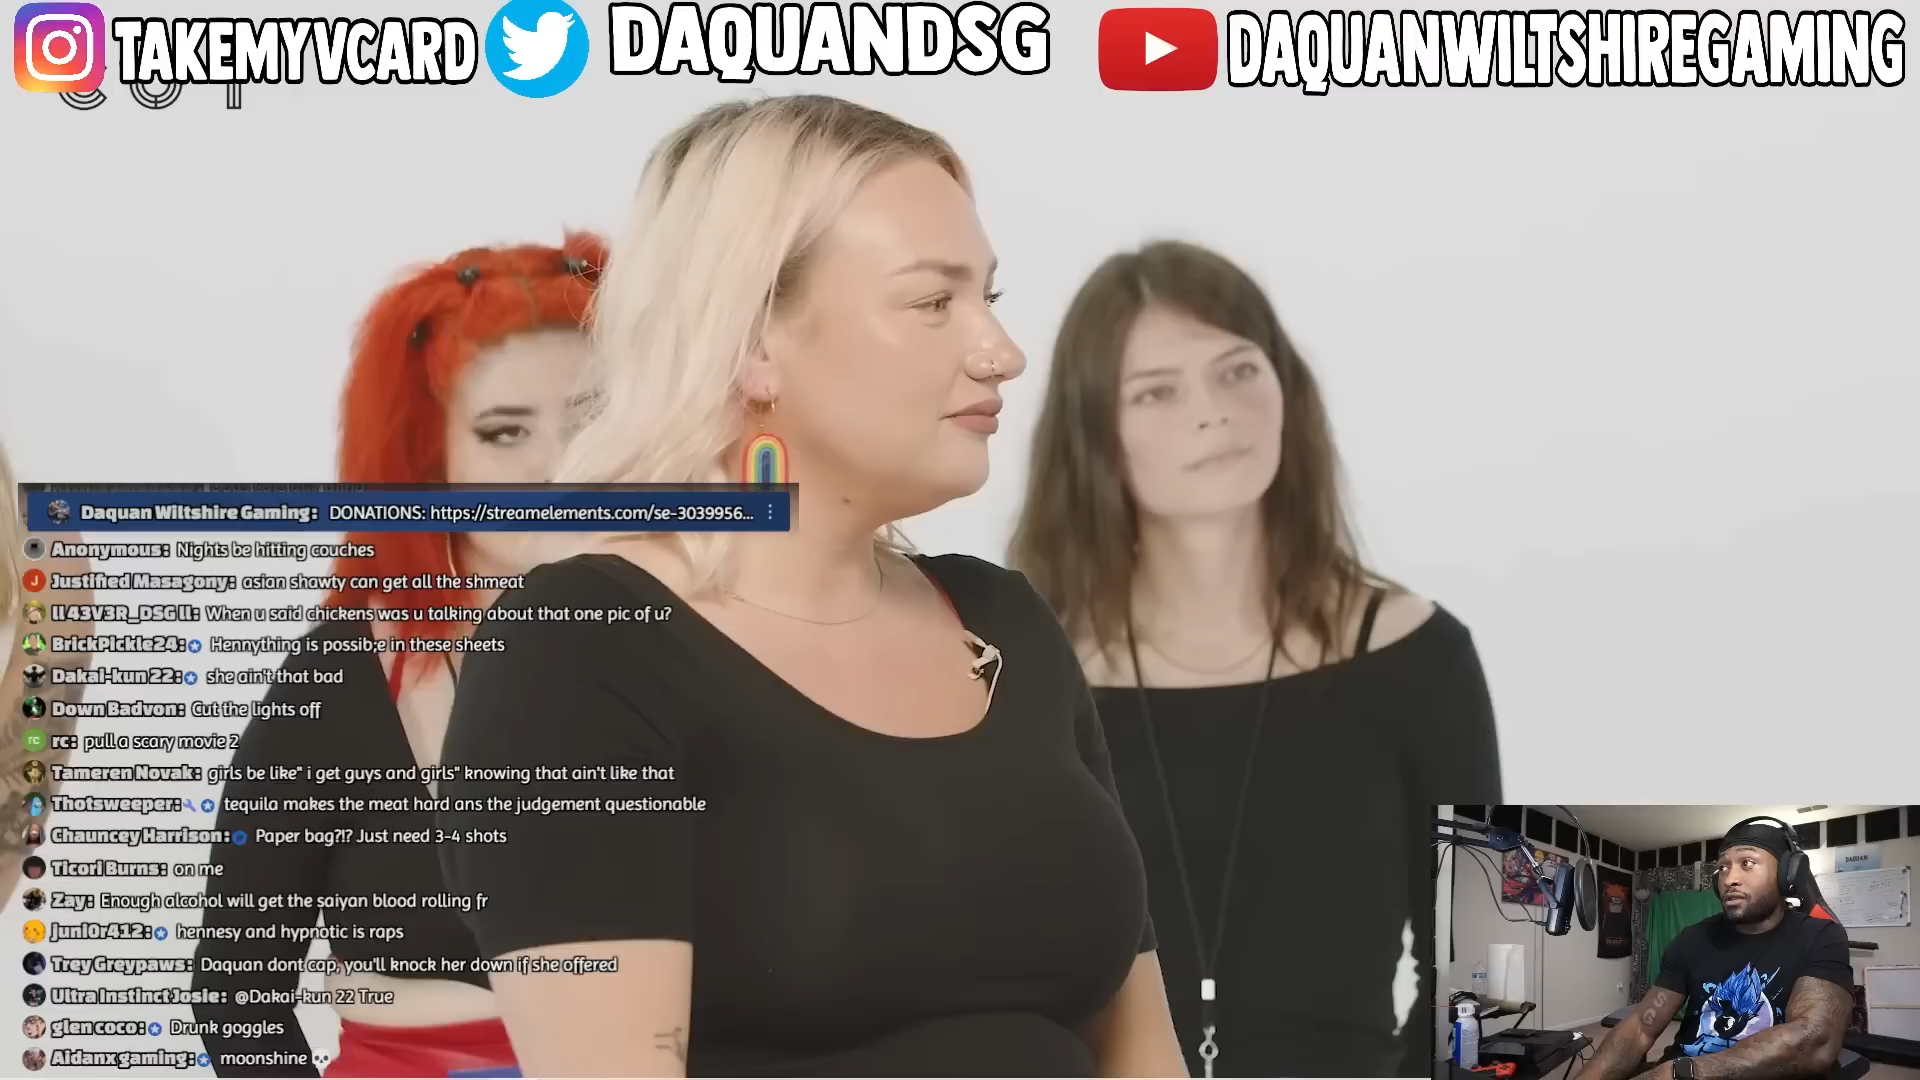 TAKEMYVCARD DAQUANDSG DAQUANWILTSHIREGAMING
CUT
Daquan Wiltshire Gaming: DONATIONS: https://streamelements.com/se-3039956...
Anonymous: Nights be hitting couches
J Justified Masagony: asian shawty can get all the shmeat
ll43V3R_DSG ll: When u said chickens was u talking about that one pic of u?
BrickPickle24: Hennything is possib;e in these sheets
Dakai-kun 22: she ain't that bad
Down Badvon: Cut the lights off
rc rc: pull a scary movie 2
Tameren Novak: girls be like" i get guys and girls" knowing that ain't like that
Thotsweeper: tequila makes the meat hard ans the judgement questionable
Chauncey Harrison: Paper bag?!? Just need 3-4 shots
Ticori Burns: on me
Zay: Enough alcohol will get the saiyan blood rolling fr
juni0r412: hennesy and hypnotic is raps
Trey Greypaws: Daquan dont cap, you'll knock her down if she offered
Ultra Instinct Josie: @Dakai-kun 22 True
glen coco: Drunk goggles
Aidanx gaming: moonshine 💀
DAQUAN